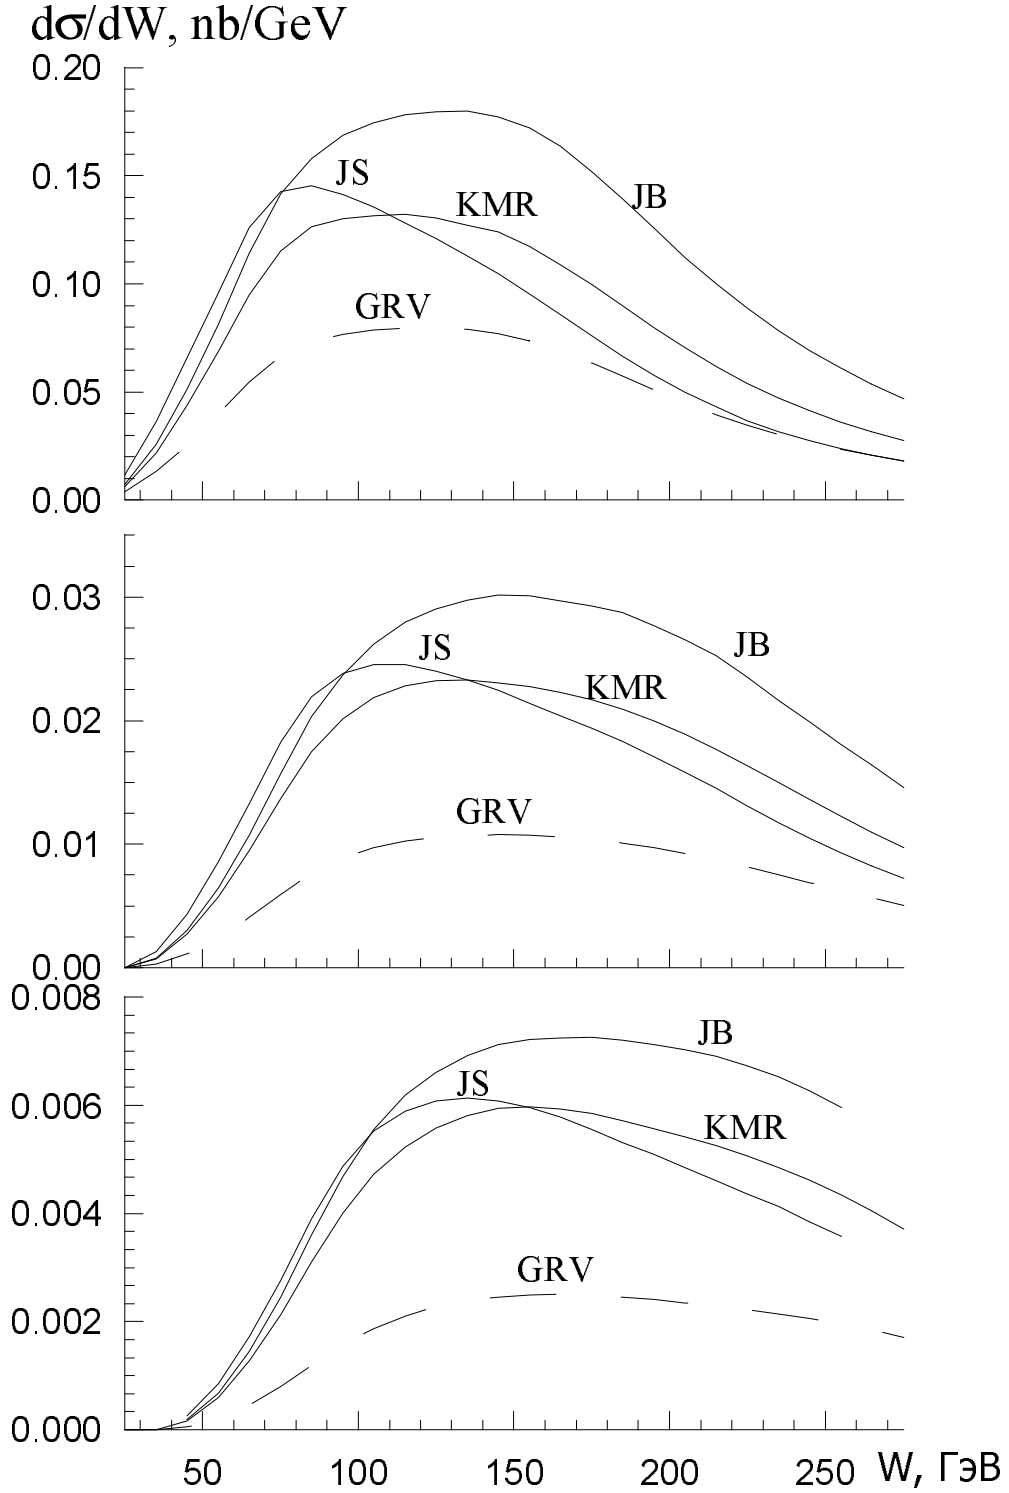 dσ/dW, nb/GeV
0.20
0.15
0.10
0.05
0.00
JS
KMR
JB
GRV
0.03
0.02
0.01
0.00
JS
KMR
JB
GRV
0.008
0.006
0.004
0.002
0.000
JB
JS
KMR
GRV
50 100 150 200 250 W, ГэВ